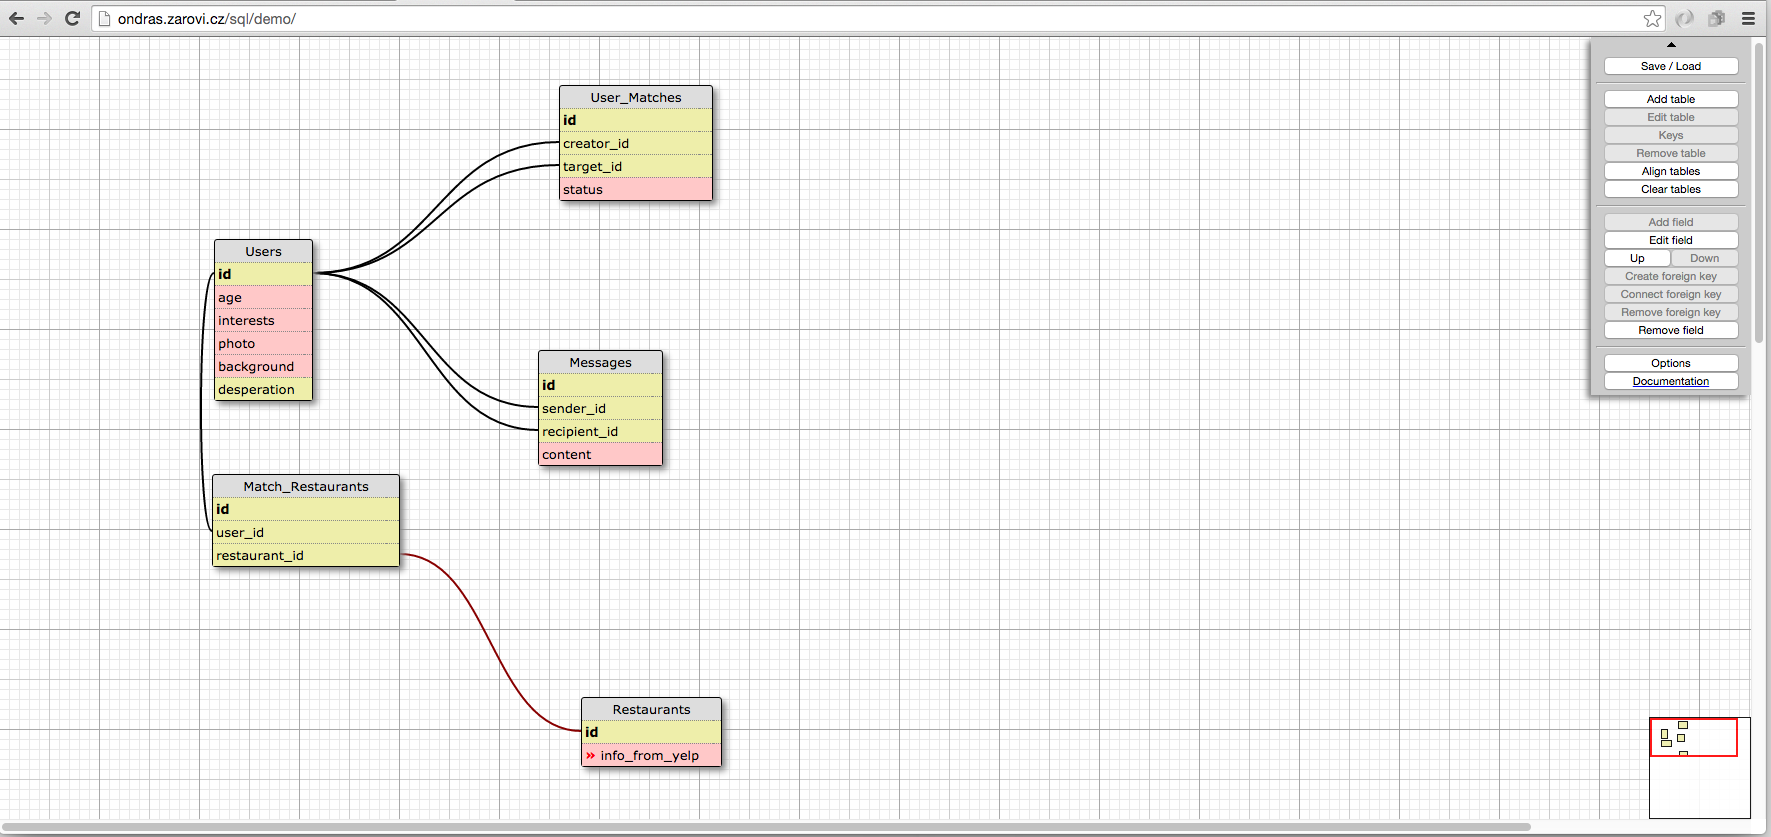 ondras.zarovi.cz/sql/demo/
User_Matches
id
creator_id
target_id
status
Users
id
age
interests
photo
background
desperation
Messages
id
sender_id
recipient_id
content
Match_Restaurants
id
user_id
restaurant_id
Restaurants
id
» info_from_yelp
Save / Load
Add table
Edit table
Keys
Remove table
Align tables
Clear tables
Add field
Edit field
Up Down
Create foreign key
Connect foreign key
Remove foreign key
Remove field
Options
Documentation